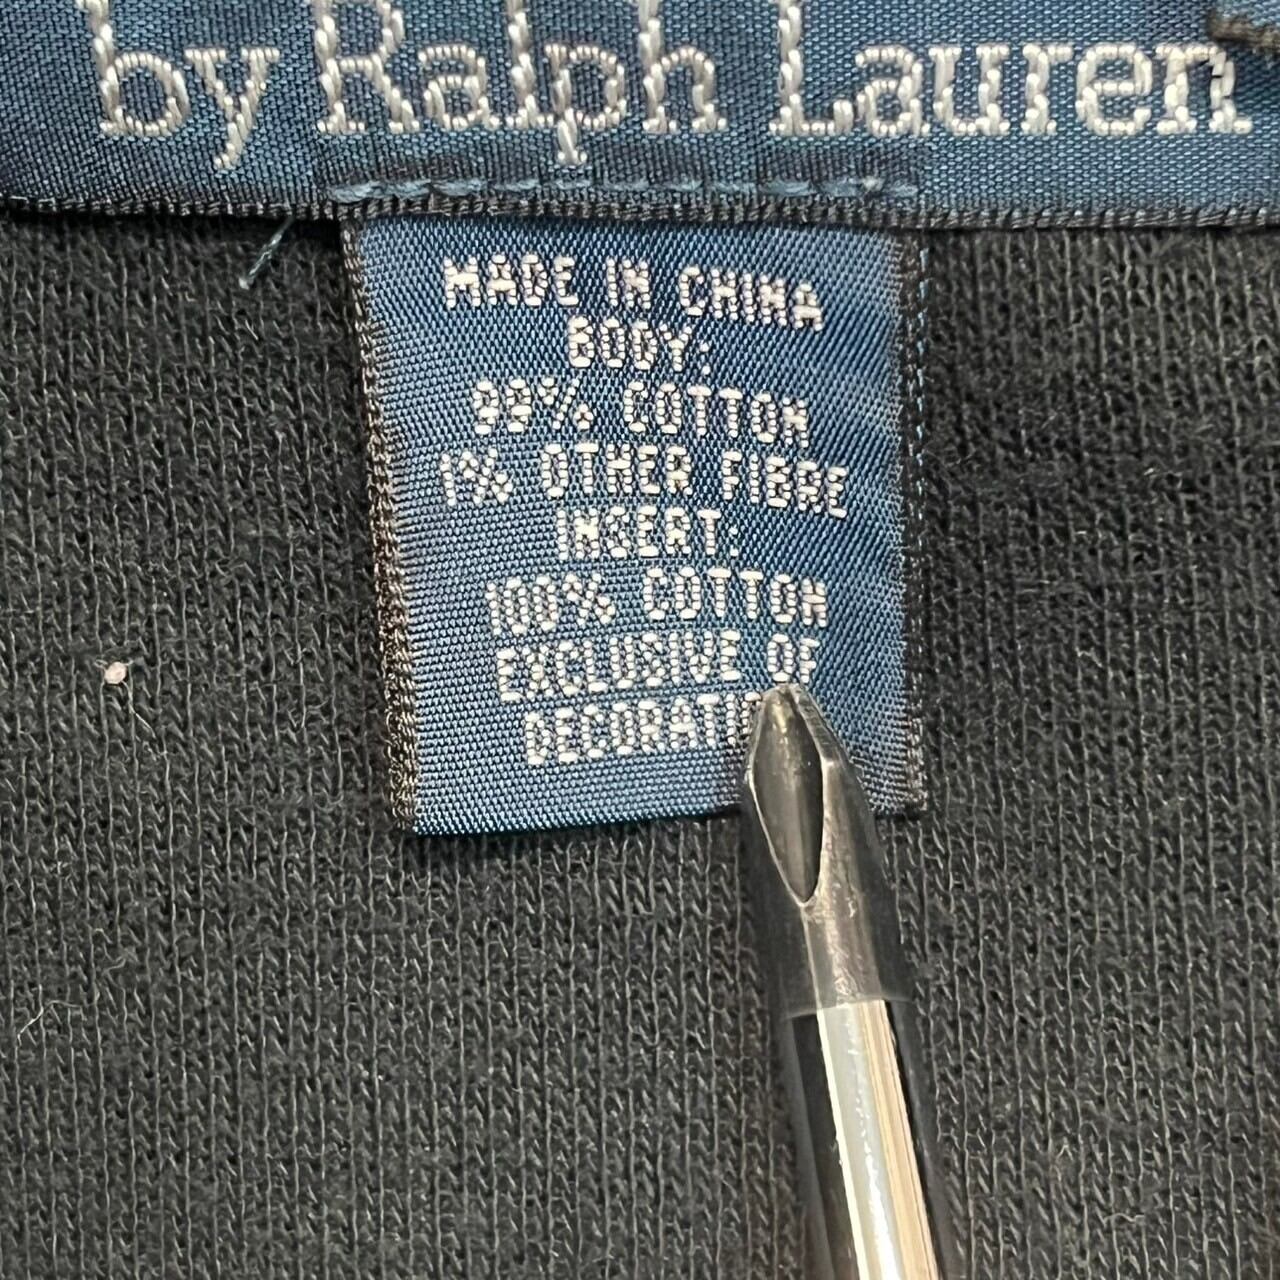 by Ralph Lauren
MADE IN CHINA
BODY:
99% COTTON
1% OTHER FIBRE
INSERT:
100% COTTON
EXCLUSIVE OF